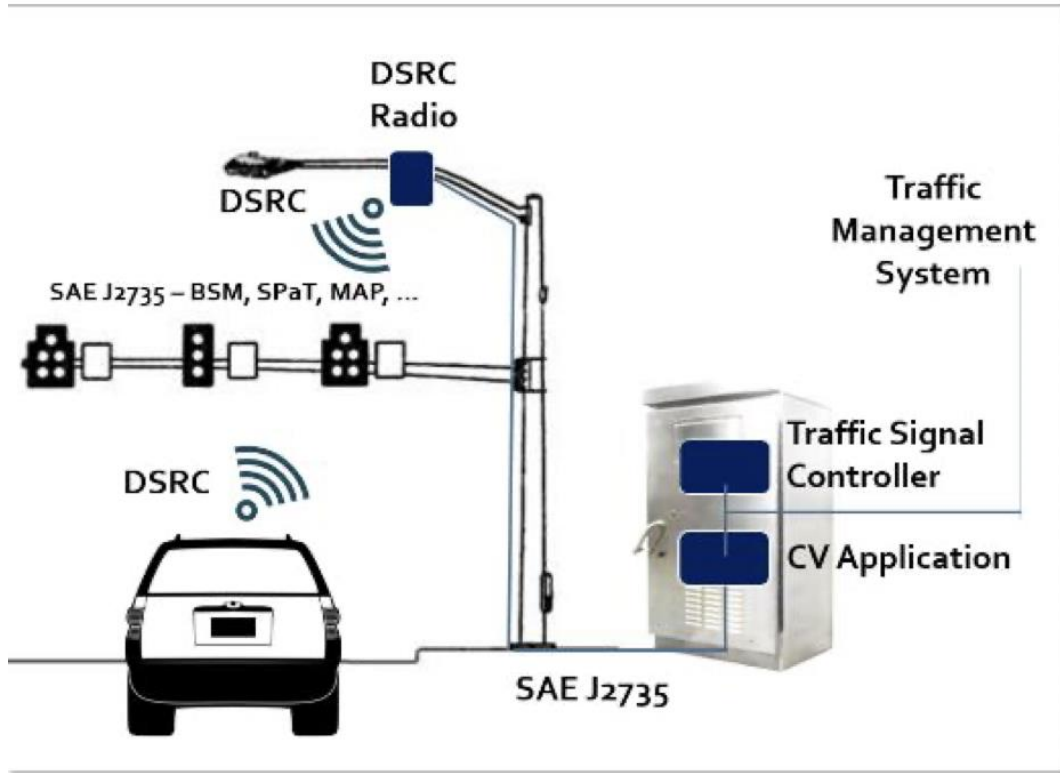 DSRC
Radio
DSRC
SAE J2735 – BSM, SPaT, MAP, ...
Traffic
Management
System
Traffic Signal
Controller
DSRC
CV Application
SAE J2735